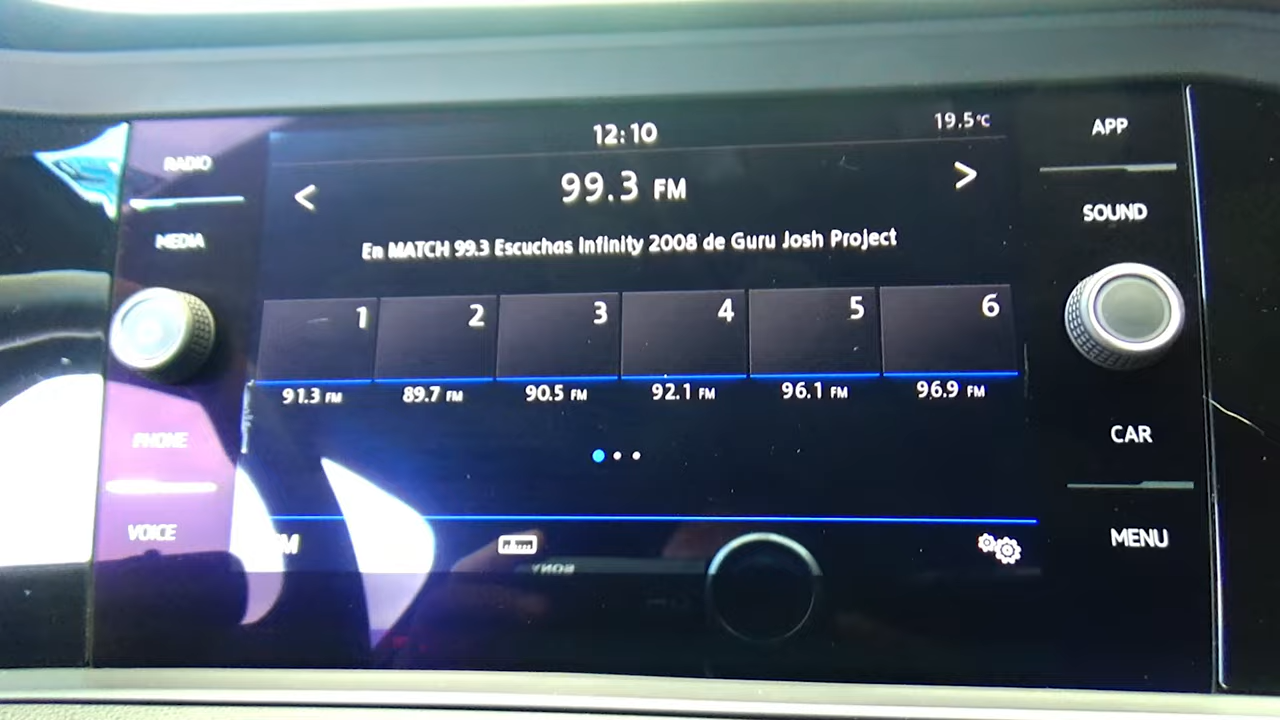 12:10
19.5°C
RADIO
MEDIA
PHONE
VOICE
<
99.3 FM
>
En MATCH 99.3 Escuchas Infinity 2008 de Guru Josh Project
1 2 3 4 5 6
91.3 FM 89.7 FM 90.5 FM 92.1 FM 96.1 FM 96.9 FM
SONY
APP
SOUND
CAR
MENU